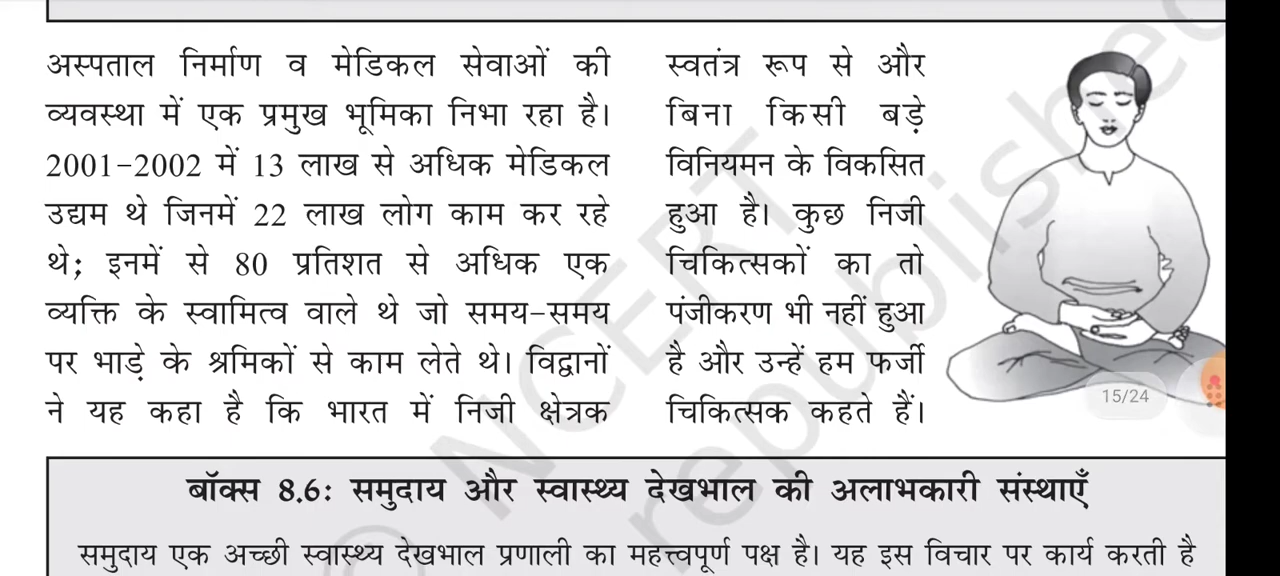 अस्पताल निर्माण व मेडिकल सेवाओं की
व्यवस्था में एक प्रमुख भूमिका निभा रहा है।
2001-2002 में 13 लाख से अधिक मेडिकल
उद्यम थे जिनमें 22 लाख लोग काम कर रहे
थे; इनमें से 80 प्रतिशत से अधिक एक
व्यक्ति के स्वामित्व वाले थे जो समय-समय
पर भाड़े के श्रमिकों से काम लेते थे। विद्वानों
ने यह कहा है कि भारत में निजी क्षेत्रक
स्वतंत्र रूप से और
बिना किसी बड़े
विनियमन के विकसित
हुआ है। कुछ निजी
चिकित्सकों का तो
पंजीकरण भी नहीं हुआ
है और उन्हें हम फर्जी
चिकित्सक कहते हैं।
15/24
बॉक्स 8.6: समुदाय और स्वास्थ्य देखभाल की अलाभकारी संस्थाएँ
समुदाय एक अच्छी स्वास्थ्य देखभाल प्रणाली का महत्त्वपूर्ण पक्ष है। यह इस विचार पर कार्य करती है
© NCERT
republished